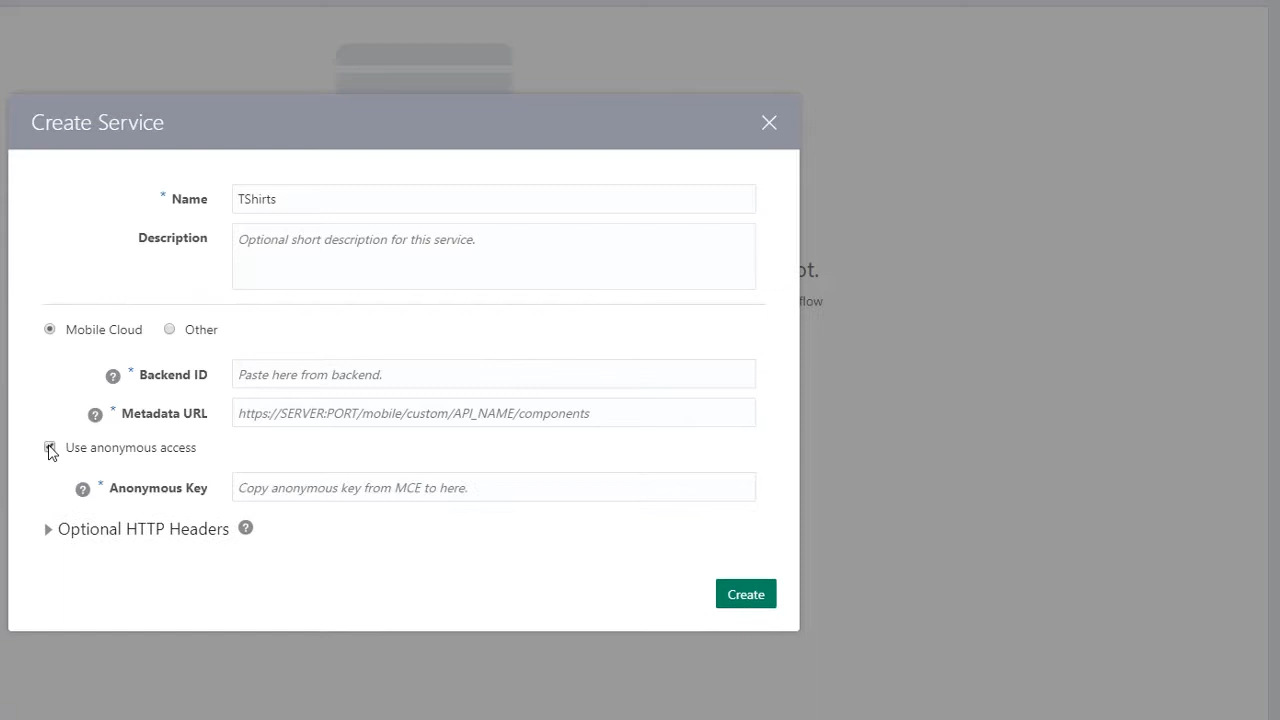 Create Service
* Name TShirts
Description Optional short description for this service.
Mobile Cloud Other
? * Backend ID Paste here from backend.
? * Metadata URL https://SERVER:PORT/mobile/custom/API_NAME/components
Use anonymous access
? * Anonymous Key Copy anonymous key from MCE to here.
Optional HTTP Headers ?
Create